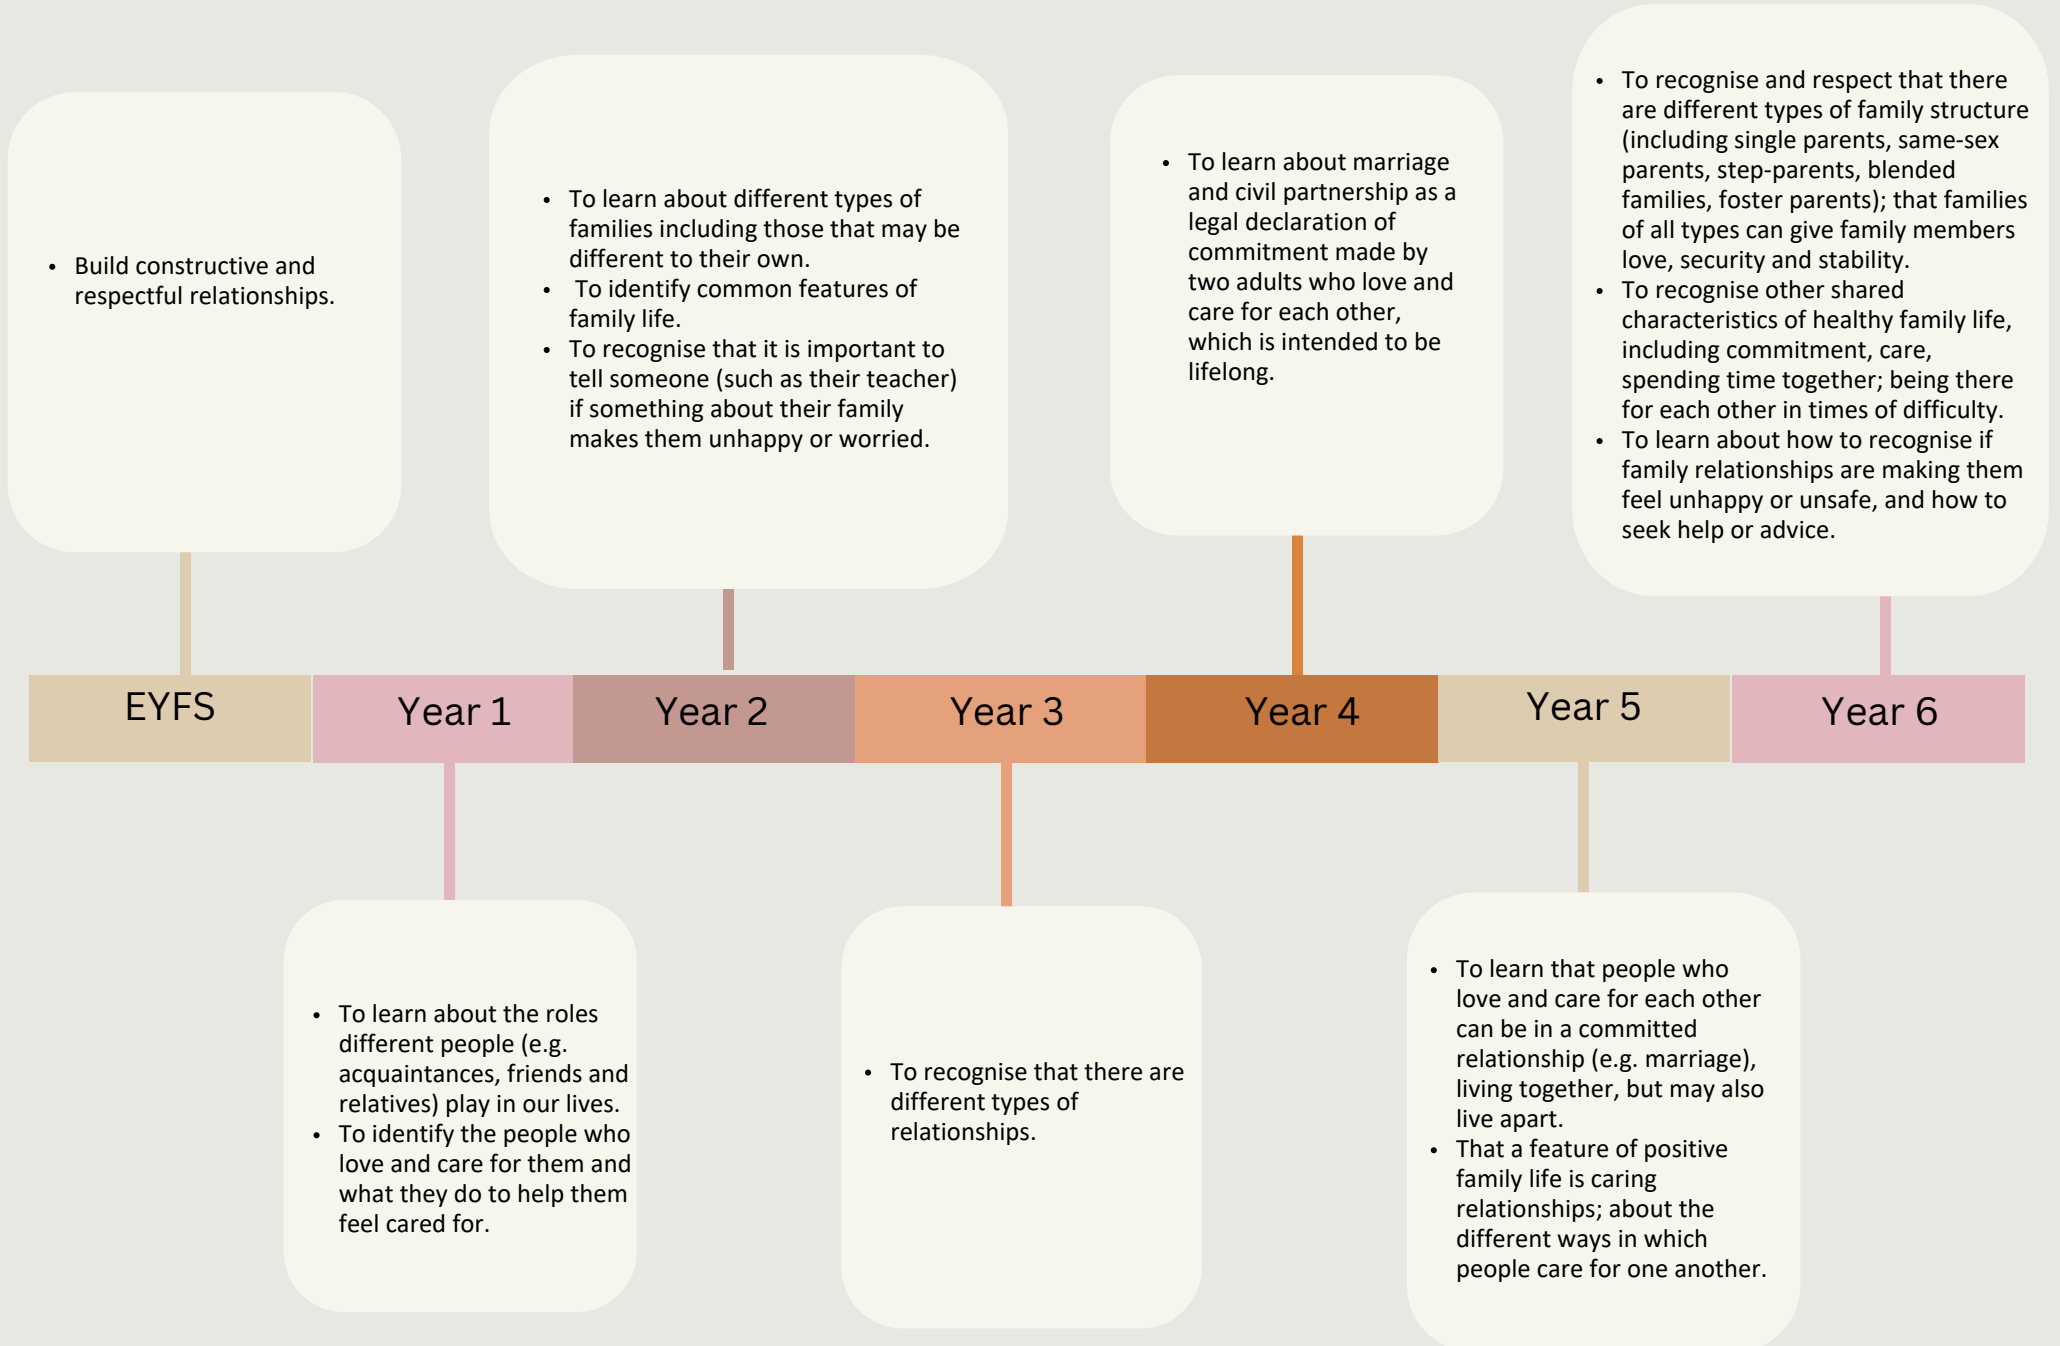 • Build constructive and
respectful relationships.
• To learn about different types of
families including those that may be
different to their own.
• To identify common features of
family life.
• To recognise that it is important to
tell someone (such as their teacher)
if something about their family
makes them unhappy or worried.
• To learn about marriage
and civil partnership as a
legal declaration of
commitment made by
two adults who love and
care for each other,
which is intended to be
lifelong.
• To recognise and respect that there
are different types of family structure
(including single parents, same-sex
parents, step-parents, blended
families, foster parents); that families
of all types can give family members
love, security and stability.
• To recognise other shared
characteristics of healthy family life,
including commitment, care,
spending time together; being there
for each other in times of difficulty.
• To learn about how to recognise if
family relationships are making them
feel unhappy or unsafe, and how to
seek help or advice.
EYFS
Year 1
Year 2
Year 3
Year 4
Year 5
Year 6
• To learn about the roles
different people (e.g.
acquaintances, friends and
relatives) play in our lives.
• To identify the people who
love and care for them and
what they do to help them
feel cared for.
• To recognise that there are
different types of
relationships.
• To learn that people who
love and care for each other
can be in a committed
relationship (e.g. marriage),
living together, but may also
live apart.
• That a feature of positive
family life is caring
relationships; about the
different ways in which
people care for one another.